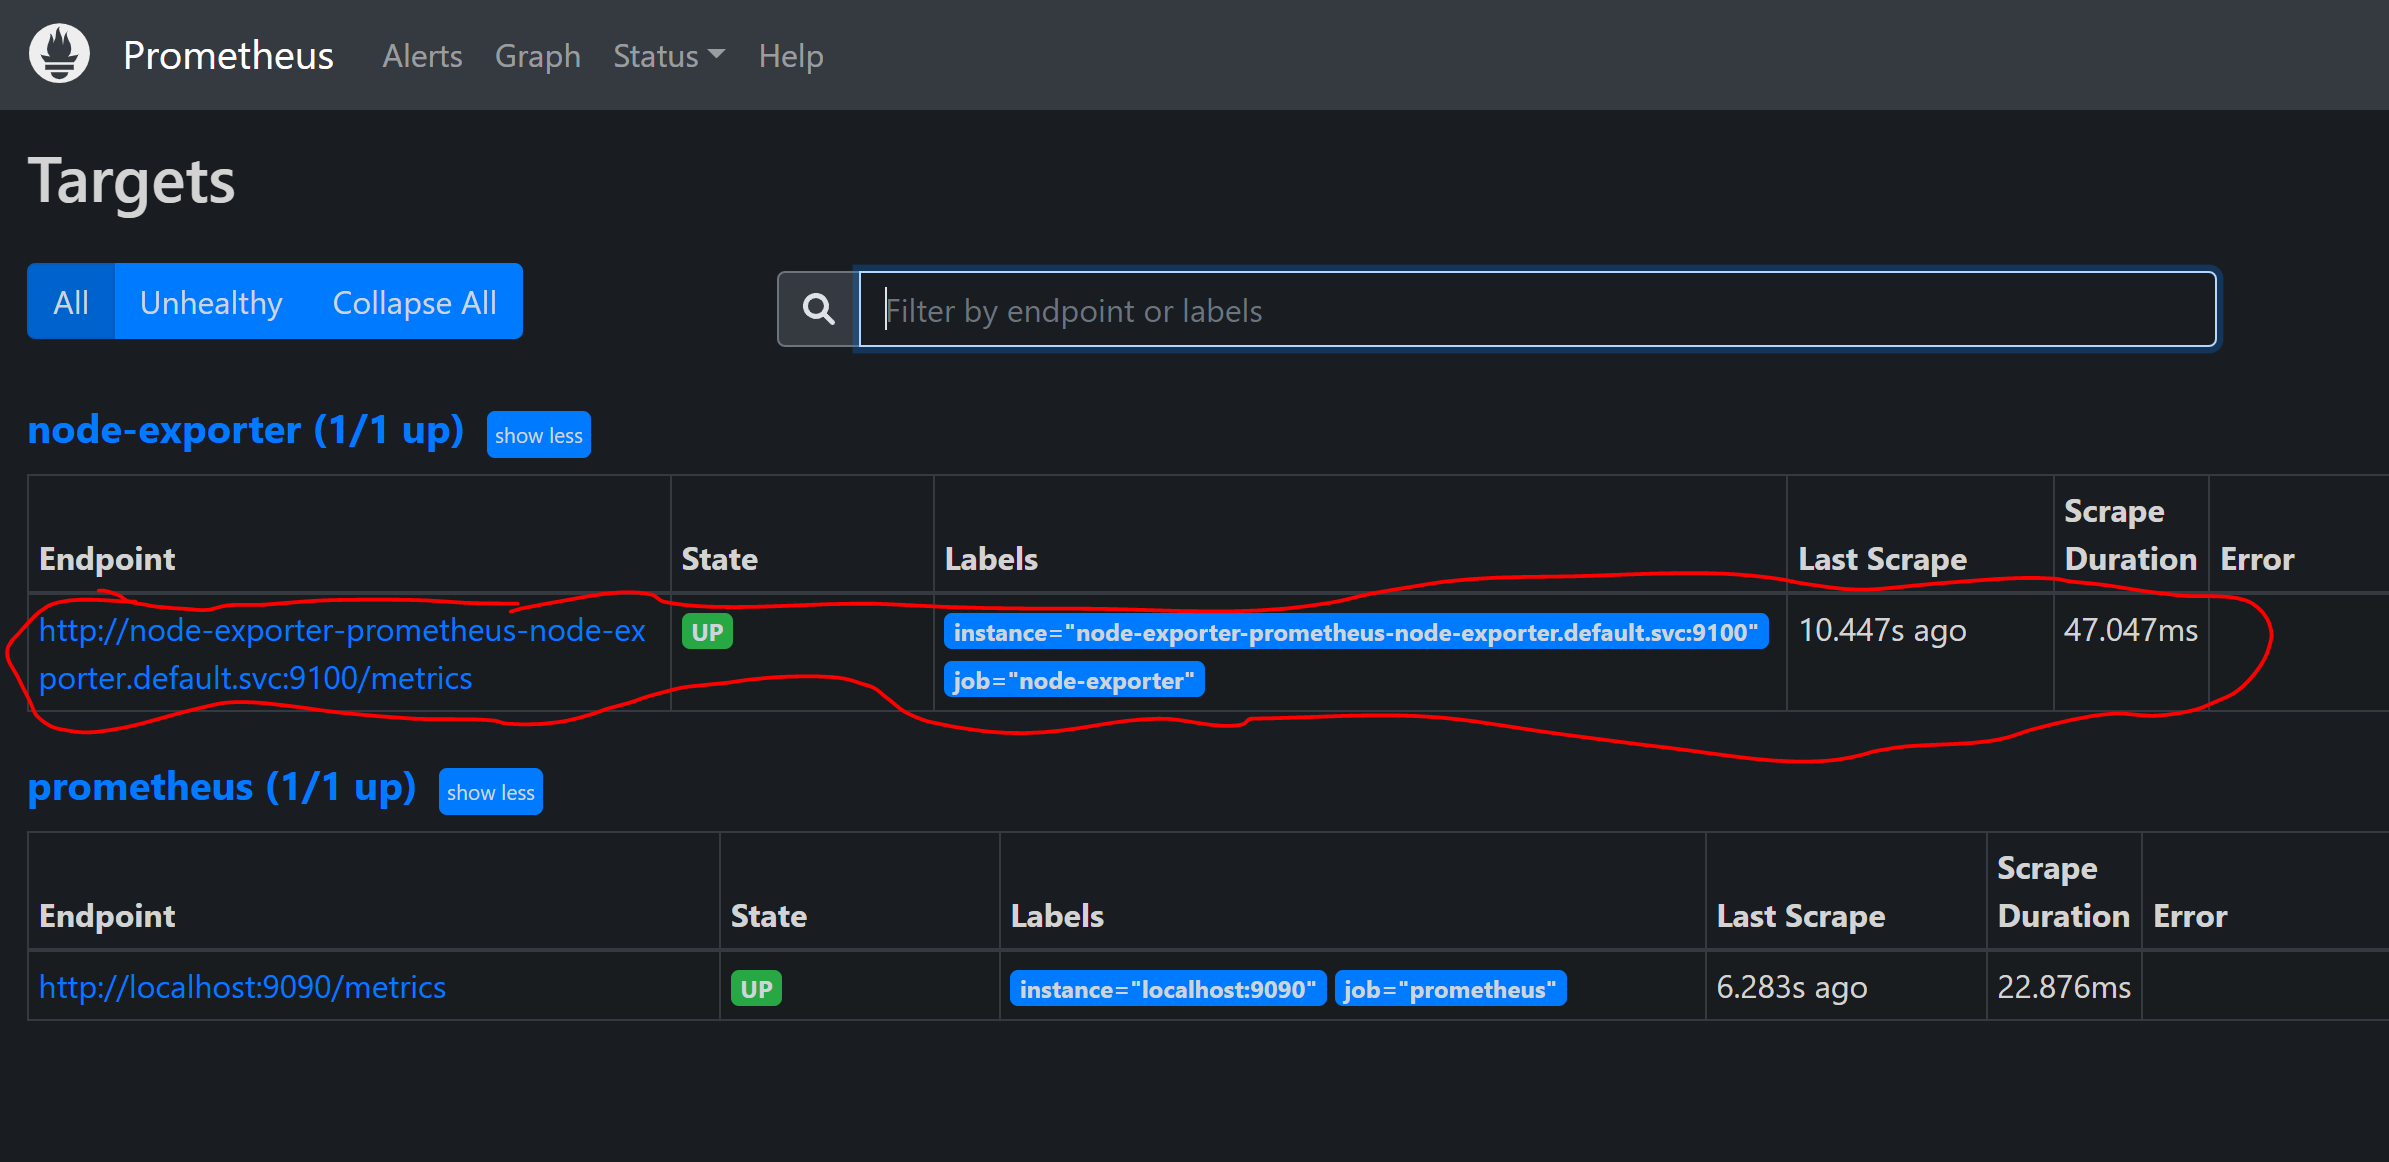 Prometheus Alerts Graph Status Help
Targets
All Unhealthy Collapse All
Filter by endpoint or labels
node-exporter (1/1 up) show less
Endpoint State Labels Last Scrape Scrape Duration Error
http://node-exporter-prometheus-node-ex
porter.default.svc:9100/metrics
UP
instance="node-exporter-prometheus-node-exporter.default.svc:9100"
job="node-exporter"
10.447s ago
47.047ms
prometheus (1/1 up) show less
Endpoint State Labels Last Scrape Scrape Duration Error
http://localhost:9090/metrics UP instance="localhost:9090" job="prometheus" 6.283s ago 22.876ms